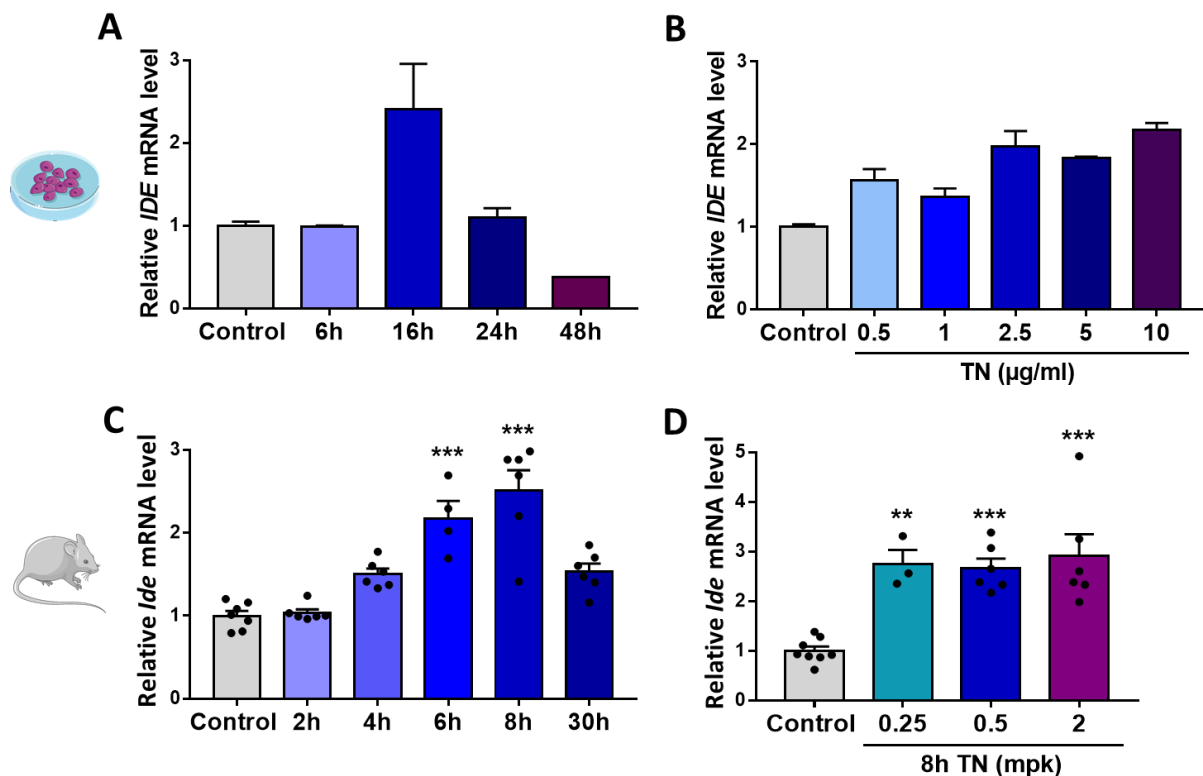 A
Relative IDE mRNA level
3
2
1
0
Control 6h 16h 24h 48h
B
Relative IDE mRNA level
3
2
1
0
Control 0.5 1 2.5 5 10
TN (µg/ml)
C
Relative Ide mRNA level
3
2
1
0
*** ***
Control 2h 4h 6h 8h 30h
D
Relative Ide mRNA level
5
4
3
2
1
0
** *** ***
Control 0.25 0.5 2
8h TN (mpk)